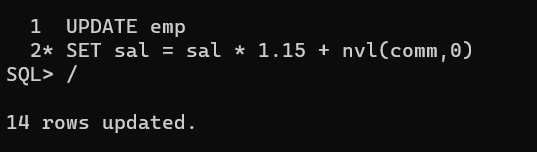 1  UPDATE emp
2* SET sal = sal * 1.15 + nvl(comm,0)
SQL> /
14 rows updated.